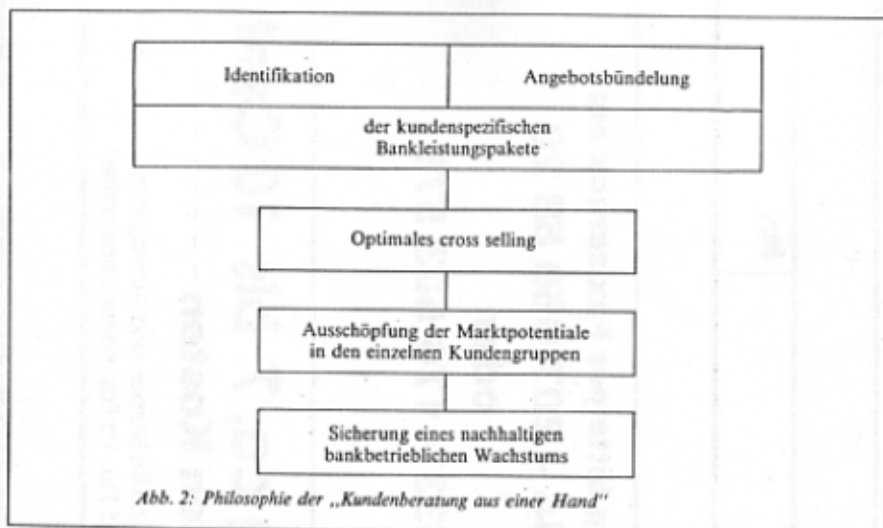 Identifikation
Angebotsbündelung
der kundenspezifischen
Bankleistungspakete
Optimales cross selling
Ausschöpfung der Marktpotentiale
in den einzelnen Kundengruppen
Sicherung eines nachhaltigen
bankbetrieblichen Wachstums
Abb. 2: Philosophie der „Kundenberatung aus einer Hand"